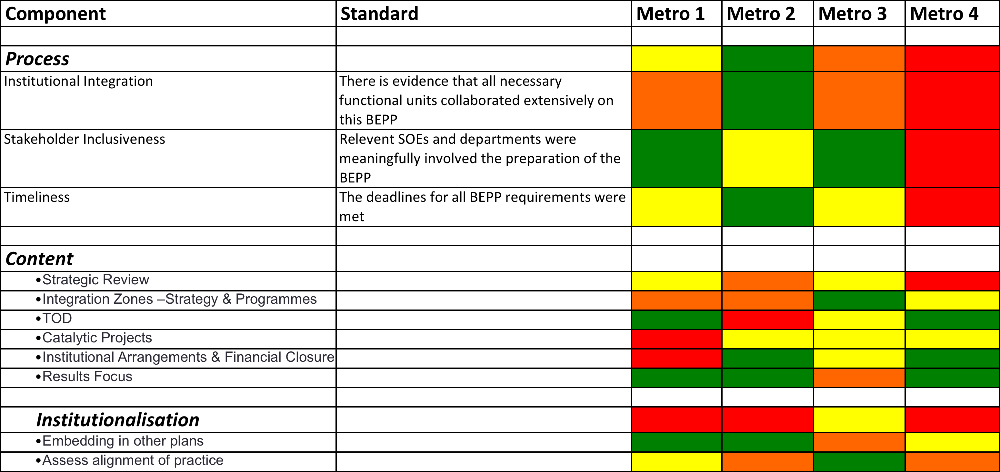 Component Standard Metro 1 Metro 2 Metro 3 Metro 4
Process
Institutional Integration There is evidence that all necessary
functional units collaborated extensively on
this BEPP
Stakeholder Inclusiveness Relevent SOEs and departments were
meaningfully involved the preparation of the
BEPP
Timeliness The deadlines for all BEPP requirements were
met
Content
•Strategic Review
•Integration Zones –Strategy & Programmes
•TOD
•Catalytic Projects
•Institutional Arrangements & Financial Closure
•Results Focus
Institutionalisation
•Embedding in other plans
•Assess alignment of practice